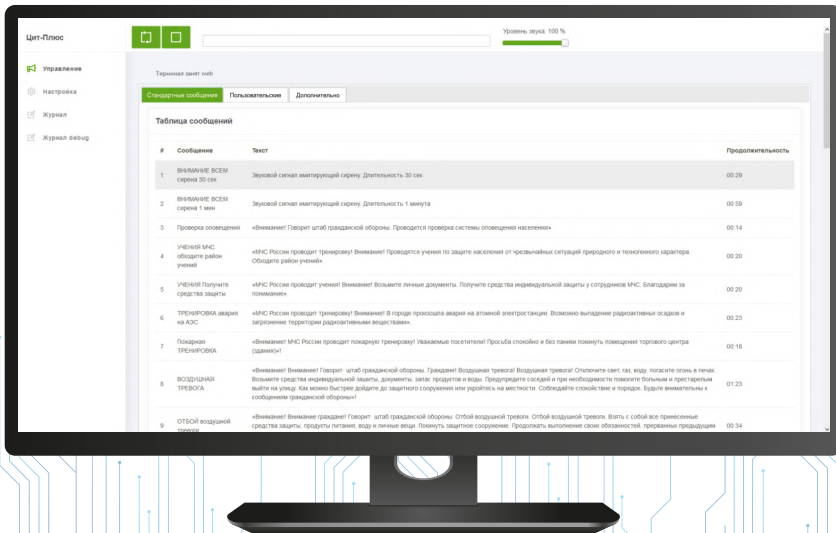 Цит-Плюс
Уровень звука: 100 %
Управление
Настройка
Журнал
Журнал debug
Терминал занят web
Стандартные сообщения Пользовательские Дополнительно
Таблица сообщений
# Сообщение Текст Продолжительность
1 ВНИМАНИЕ ВСЕМ
сирена 30 сек
Звуковой сигнал имитирующий сирену. Длительность 30 сек 00:29
2 ВНИМАНИЕ ВСЕМ
сирена 1 мин
Звуковой сигнал имитирующий сирену. Длительность 1 минута 00:59
3 Проверка оповещения «Внимание! Говорит штаб гражданской обороны. Проводится проверка системы оповещения населения» 00:14
4 УЧЕНИЯ МЧС
обходите район
учений
«МЧС России проводит тренировку! Внимание! Проводятся учения по защите населения от чрезвычайных ситуаций природного и техногенного характера.
Обходите район учений». 00:20
5 УЧЕНИЯ Получите
средства защиты
«МЧС России проводит учения! Внимание! Возьмите личные документы. Получите средства индивидуальной защиты у сотрудников МЧС. Благодарим за
понимание». 00:20
6 ТРЕНИРОВКА авария
на АЭС
«МЧС России проводит тренировку! Внимание! В городе произошла авария на атомной электростанции. Возможно выпадение радиоактивных осадков и
загрязнение территории радиоактивными веществами». 00:23
7 Пожарная
ТРЕНИРОВКА
«Внимание! МЧС России проводит пожарную тренировку! Уважаемые посетители! Просьба спокойно и без паники покинуть помещения торгового центра
(здания)»! 00:16
8 ВОЗДУШНАЯ
ТРЕВОГА
«Внимание! Внимание! Говорит штаб гражданской обороны. Граждане! Воздушная тревога! Воздушная тревога! Отключите свет, газ, воду, погасите огонь в печах.
Возьмите средства индивидуальной защиты, документы, запас продуктов и воды. Предупредите соседей и при необходимости помогите больным и престарелым
выйти на улицу. Как можно быстрее дойдите до защитного сооружения или укройтесь на местности. Соблюдайте спокойствие и порядок. Будьте внимательны к
сообщениям гражданской обороны»! 01:23
9 ОТБОЙ воздушной
тревоги
«Внимание! Внимание граждане! Говорит штаб гражданской обороны. Отбой воздушной тревоги. Отбой воздушной тревоги. Взять с собой все принесенные
средства защиты, продукты питания, воду и личные вещи. Покинуть защитное сооружение. Продолжать выполнение своих обязанностей, прерванных предыдущим 00:34